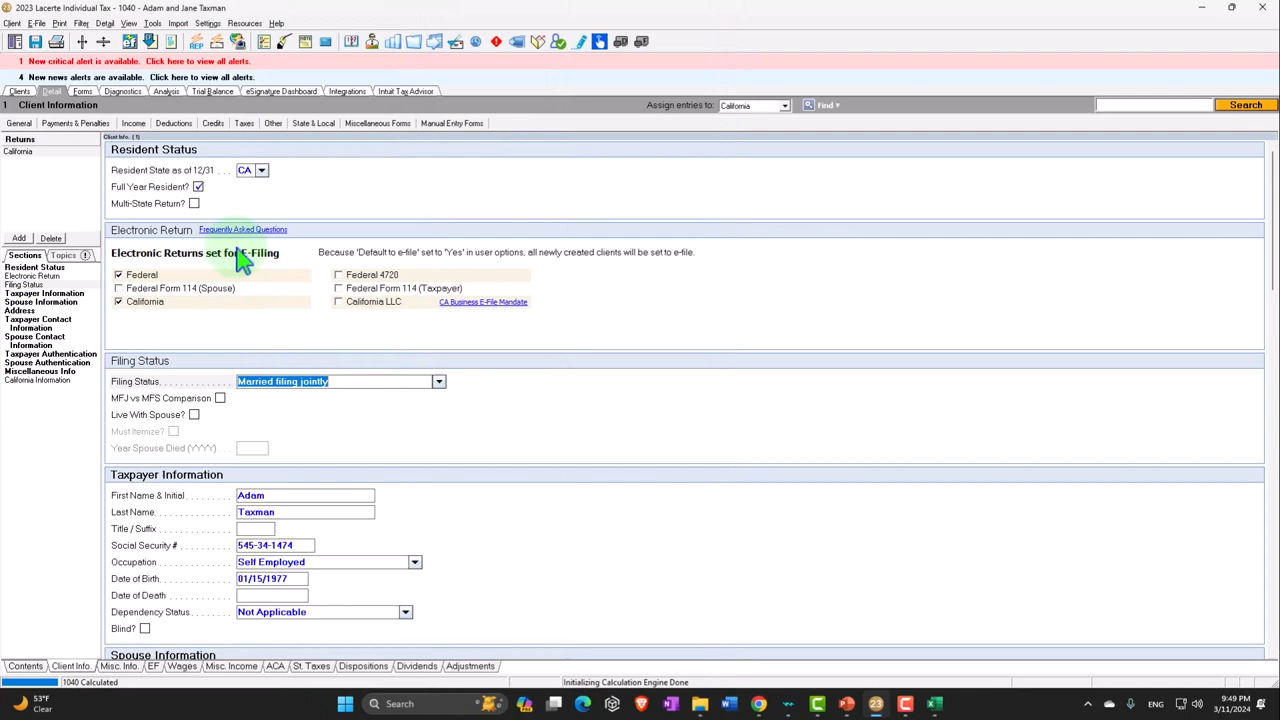 2023 Lacerte Individual Tax - 1040 - Adam and Jane Taxman
Client E-File Print Filter Detail View Tools Import Settings Resources Help
1 New critical alert is available. Click here to view all alerts.
4 New news alerts are available. Click here to view all alerts.
Clients Detail Forms Diagnostics Analysis Trial Balance eSignature Dashboard Integrations Intuit Tax Advisor
1 Client Information Assign entries to: California Find Search
General Payments & Penalties Income Deductions Credits Taxes Other State & Local Miscellaneous Forms Manual Entry Forms
Returns
California
Add Delete
Sections Topics
Resident Status
Electronic Return
Filing Status
Taxpayer Information
Spouse Information
Address
Taxpayer Contact
Information
Spouse Contact
Information
Taxpayer Authentication
Spouse Authentication
Miscellaneous Info
California Information
Client Info. (1)
Resident Status
Resident State as of 12/31 . . . CA
Full Year Resident?
Multi-State Return?
Electronic Return Frequently Asked Questions
Electronic Returns set for E-Filing Because 'Default to e-file' set to "Yes" in user options, all newly created clients will be set to e-file.
Federal Federal 4720
Federal Form 114 (Spouse) Federal Form 114 (Taxpayer)
California California LLC CA Business E-File Mandate
Filing Status
Filing Status. . . . . . . . . . . . . Married filing jointly
MFJ vs MFS Comparison
Live With Spouse?
Must Itemize?
Year Spouse Died (YYYY) . .
Taxpayer Information
First Name & Initial . . . . . . . . Adam
Last Name. . . . . . . . . . . . . Taxman
Title / Suffix . . . . . . . . . . . .
Social Security # . . . . . . . . . 545-34-1474
Occupation . . . . . . . . . . . . Self Employed
Date of Birth . . . . . . . . . . . 01/15/1977
Date of Death . . . . . . . . . . .
Dependency Status . . . . . . . . Not Applicable
Blind?
Spouse Information
Contents Client Info. Misc. Info. EF Wages Misc. Income ACA St. Taxes Dispositions Dividends Adjustments
1040 Calculated Initializing Calculation Engine Done
53°F
Sunny
Search
ENG
9:49 PM
3/11/2024